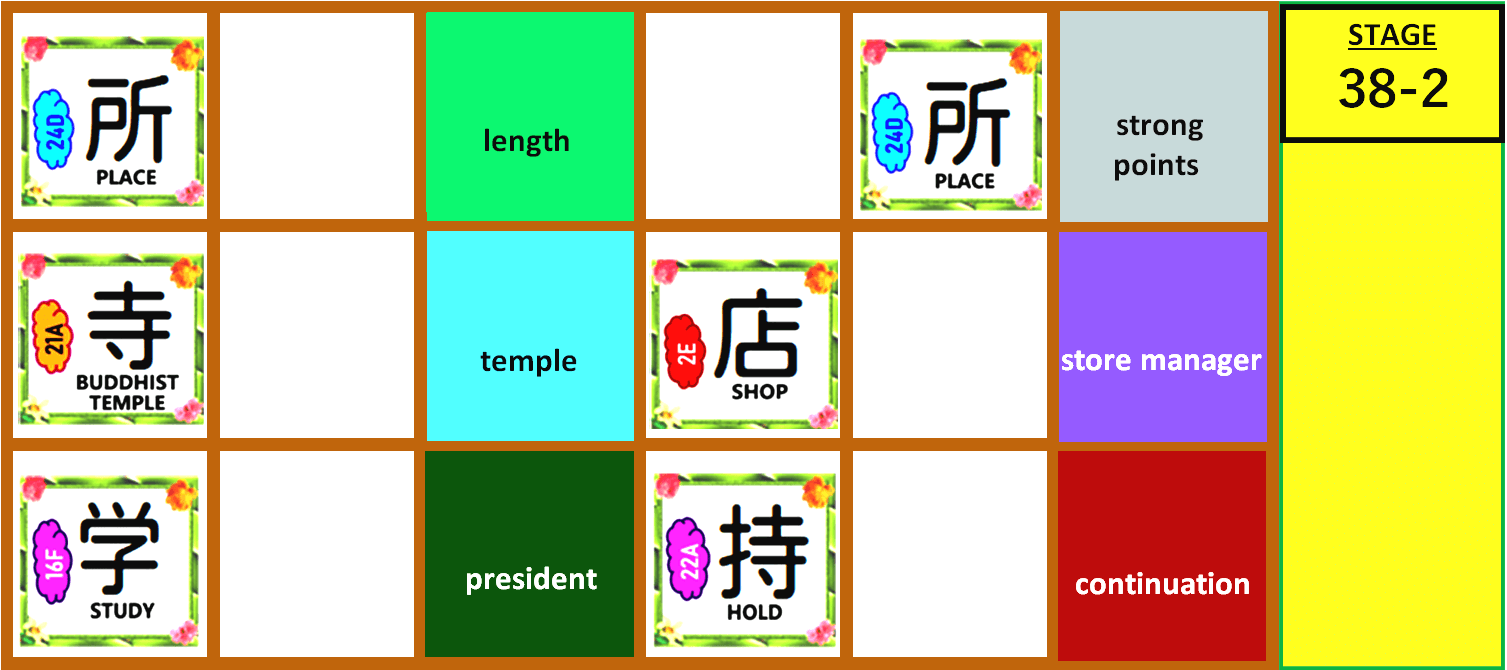 24D
所
PLACE
length
24D
所
PLACE
strong
points
STAGE
38-2
21A
寺
BUDDHIST
TEMPLE
temple
2E
店
SHOP
store manager
16F
学
STUDY
president
22A
持
HOLD
continuation